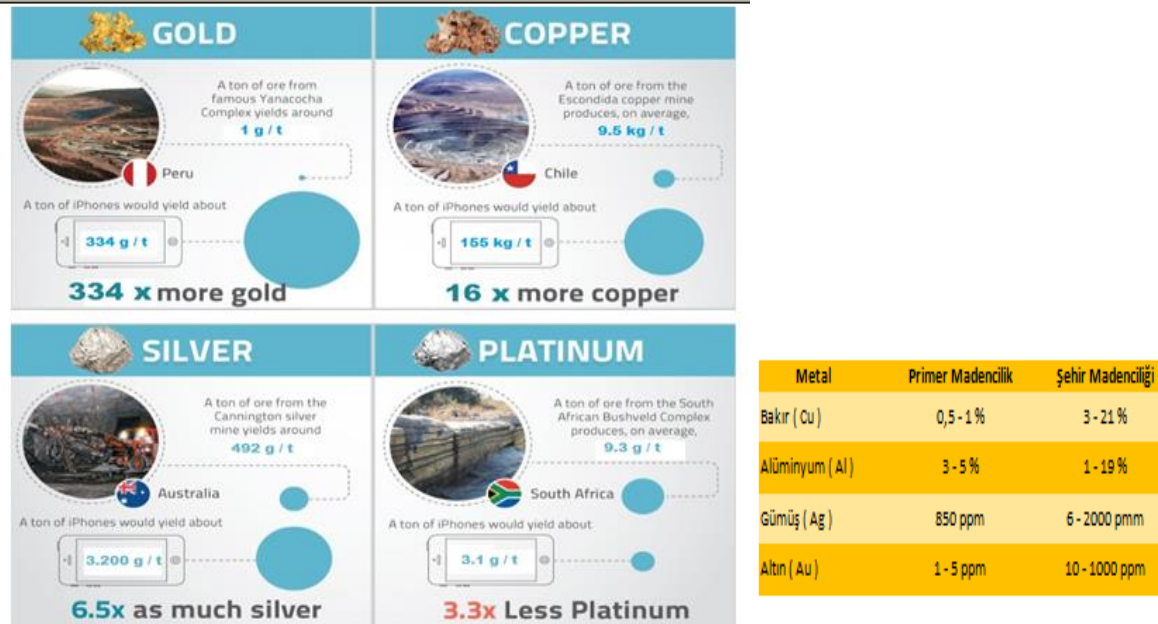 GOLD
A ton of ore from
famous Yanacocha
Complex yields around
1 g / t
Peru
A ton of iPhones would yield about
334 g / t
334 x more gold
COPPER
A ton of ore from the
Escondida copper mine
produces, on average,
9.5 kg / t
Chile
A ton of iPhones would yield about
155 kg / t
16 x more copper
SILVER
A ton of ore from the
Cannington silver
mine yields around
492 g / t
Australia
A ton of iPhones would yield about
3.200 g / t
6.5x as much silver
PLATINUM
A ton of ore from the South
African Bushveld Complex
produces, on average,
9.3 g / t
South Africa
A ton of iPhones would yield about
3.1 g / t
3.3x Less Platinum
Metal Primer Madencilik Şehir Madenciliği
Bakır ( Cu ) 0,5 - 1 % 3 - 21 %
Alüminyum ( Al ) 3 - 5 % 1 - 19 %
Gümüş ( Ag ) 850 ppm 6 - 2000 pmm
Altın ( Au ) 1 - 5 ppm 10 - 1000 ppm